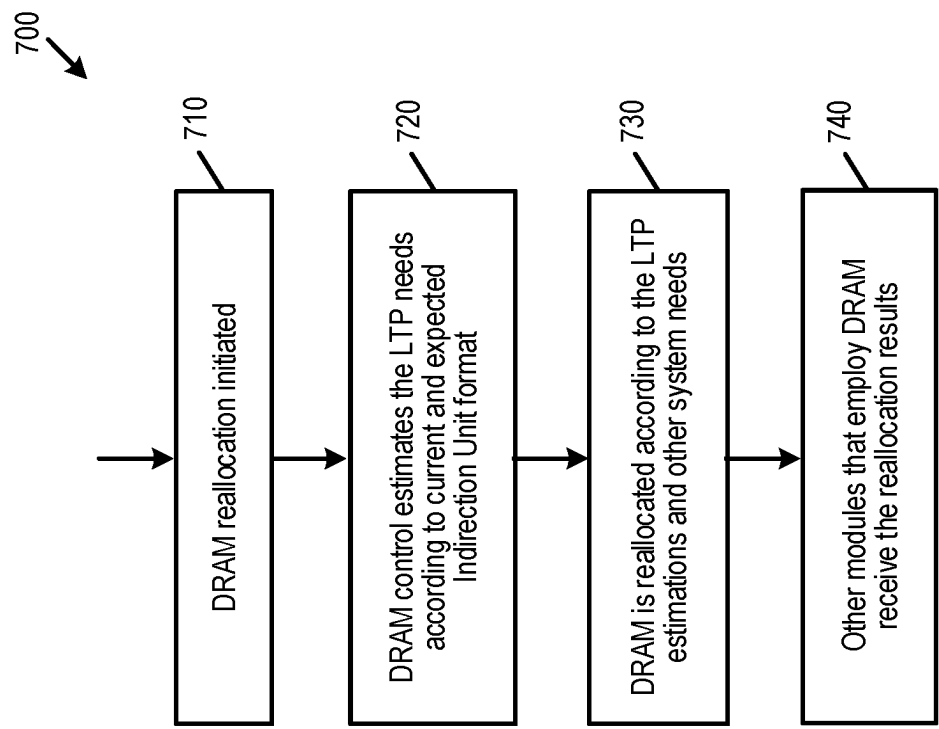 700
710
DRAM reallocation initiated
720
DRAM control estimates the LTP needs
according to current and expected
Indirection Unit format
730
DRAM is reallocated according to the LTP
estimations and other system needs
740
Other modules that employ DRAM
receive the reallocation results